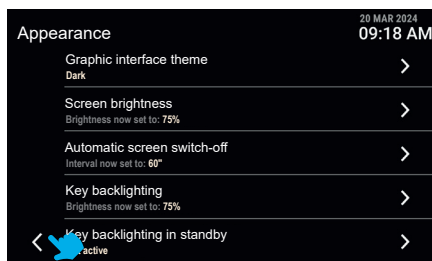 20 MAR 2024
Appearance 09:18 AM
Graphic interface theme
Dark
Screen brightness
Brightness now set to: 75%
Automatic screen switch-off
Interval now set to: 60"
Key backlighting
Brightness now set to: 75%
Key backlighting in standby
active